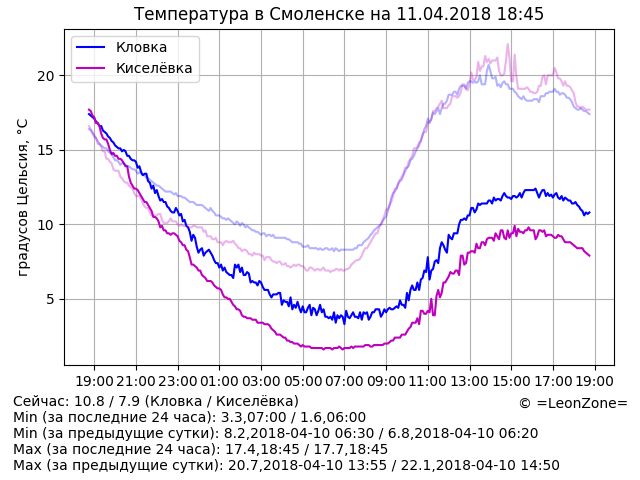 Температура в Смоленске на 11.04.2018 18:45
Кловка
Киселёвка
градусов Цельсия, °C
20
15
10
5
19:00 21:00 23:00 01:00 03:00 05:00 07:00 09:00 11:00 13:00 15:00 17:00 19:00
Сейчас: 10.8 / 7.9 (Кловка / Киселёвка)
© =LeonZone=
Min (за последние 24 часа): 3.3,07:00 / 1.6,06:00
Min (за предыдущие сутки): 8.2,2018-04-10 06:30 / 6.8,2018-04-10 06:20
Max (за последние 24 часа): 17.4,18:45 / 17.7,18:45
Max (за предыдущие сутки): 20.7,2018-04-10 13:55 / 22.1,2018-04-10 14:50